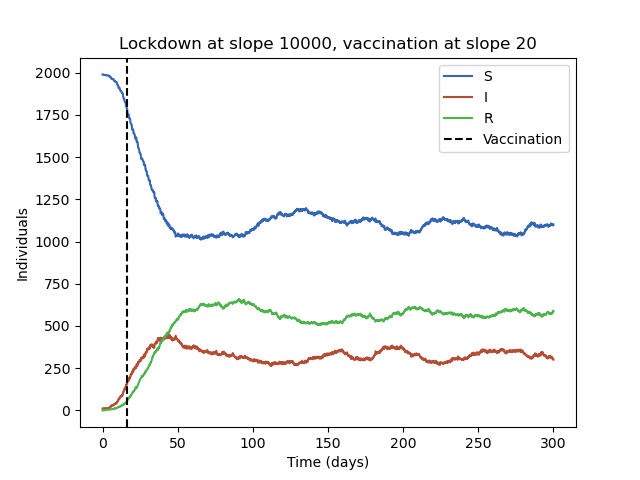 Lockdown at slope 10000, vaccination at slope 20
2000
1750
1500
1250
1000
750
500
250
0
Individuals
S
I
R
Vaccination
0 50 100 150 200 250 300
Time (days)